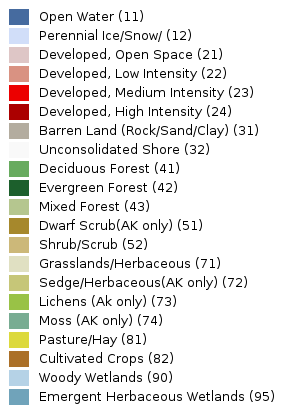 Open Water (11)
Perennial Ice/Snow/ (12)
Developed, Open Space (21)
Developed, Low Intensity (22)
Developed, Medium Intensity (23)
Developed, High Intensity (24)
Barren Land (Rock/Sand/Clay) (31)
Unconsolidated Shore (32)
Deciduous Forest (41)
Evergreen Forest (42)
Mixed Forest (43)
Dwarf Scrub(AK only) (51)
Shrub/Scrub (52)
Grasslands/Herbaceous (71)
Sedge/Herbaceous(AK only) (72)
Lichens (Ak only) (73)
Moss (AK only) (74)
Pasture/Hay (81)
Cultivated Crops (82)
Woody Wetlands (90)
Emergent Herbaceous Wetlands (95)